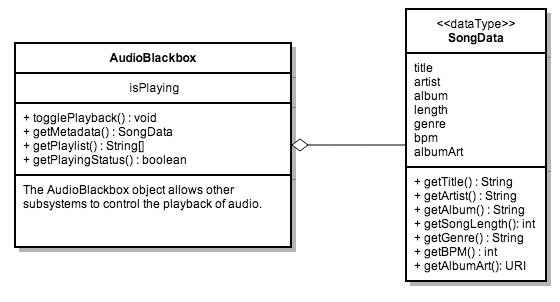 AudioBlackbox
isPlaying
+ togglePlayback() : void
+ getMetadata() : SongData
+ getPlaylist() : String[]
+ getPlayingStatus() : boolean
The AudioBlackbox object allows other
subsystems to control the playback of audio.
<<dataType>>
SongData
title
artist
album
length
genre
bpm
albumArt
+ getTitle() : String
+ getArtist() : String
+ getAlbum() : String
+ getSongLength(): int
+ getGenre() : String
+ getBPM() : int
+ getAlbumArt(): URI